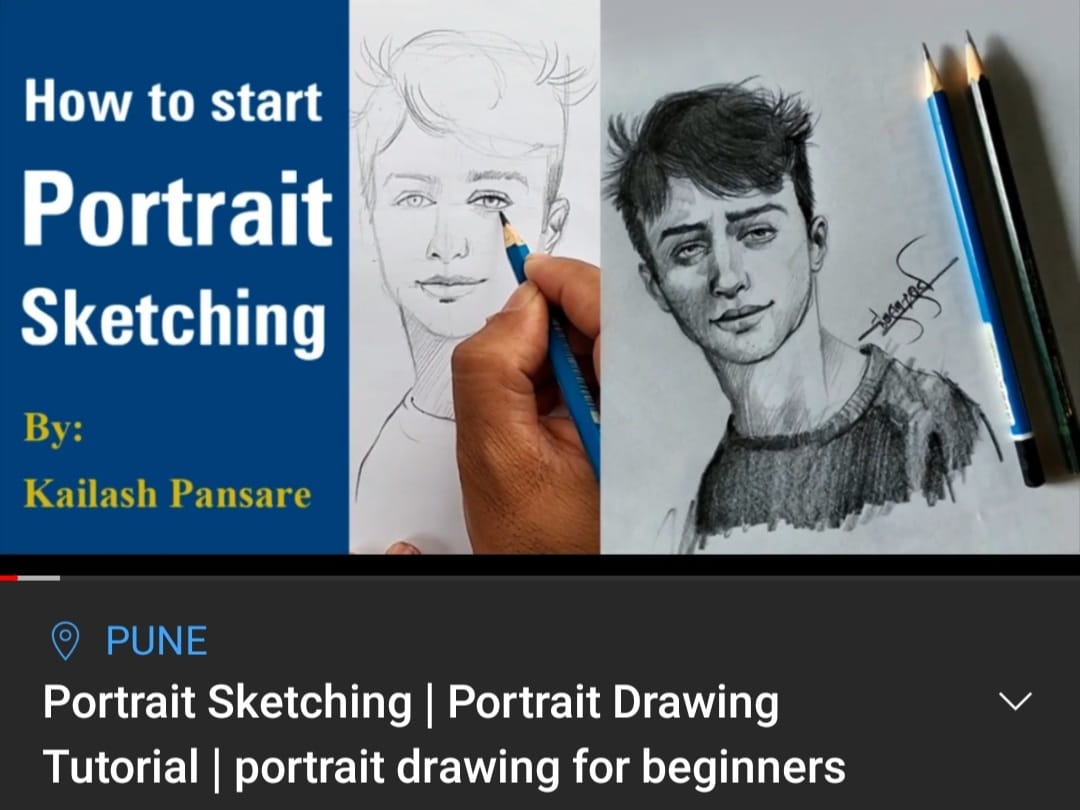 How to start
Portrait
Sketching
By:
Kailash Pansare
PUNE
Portrait Sketching | Portrait Drawing
Tutorial | portrait drawing for beginners